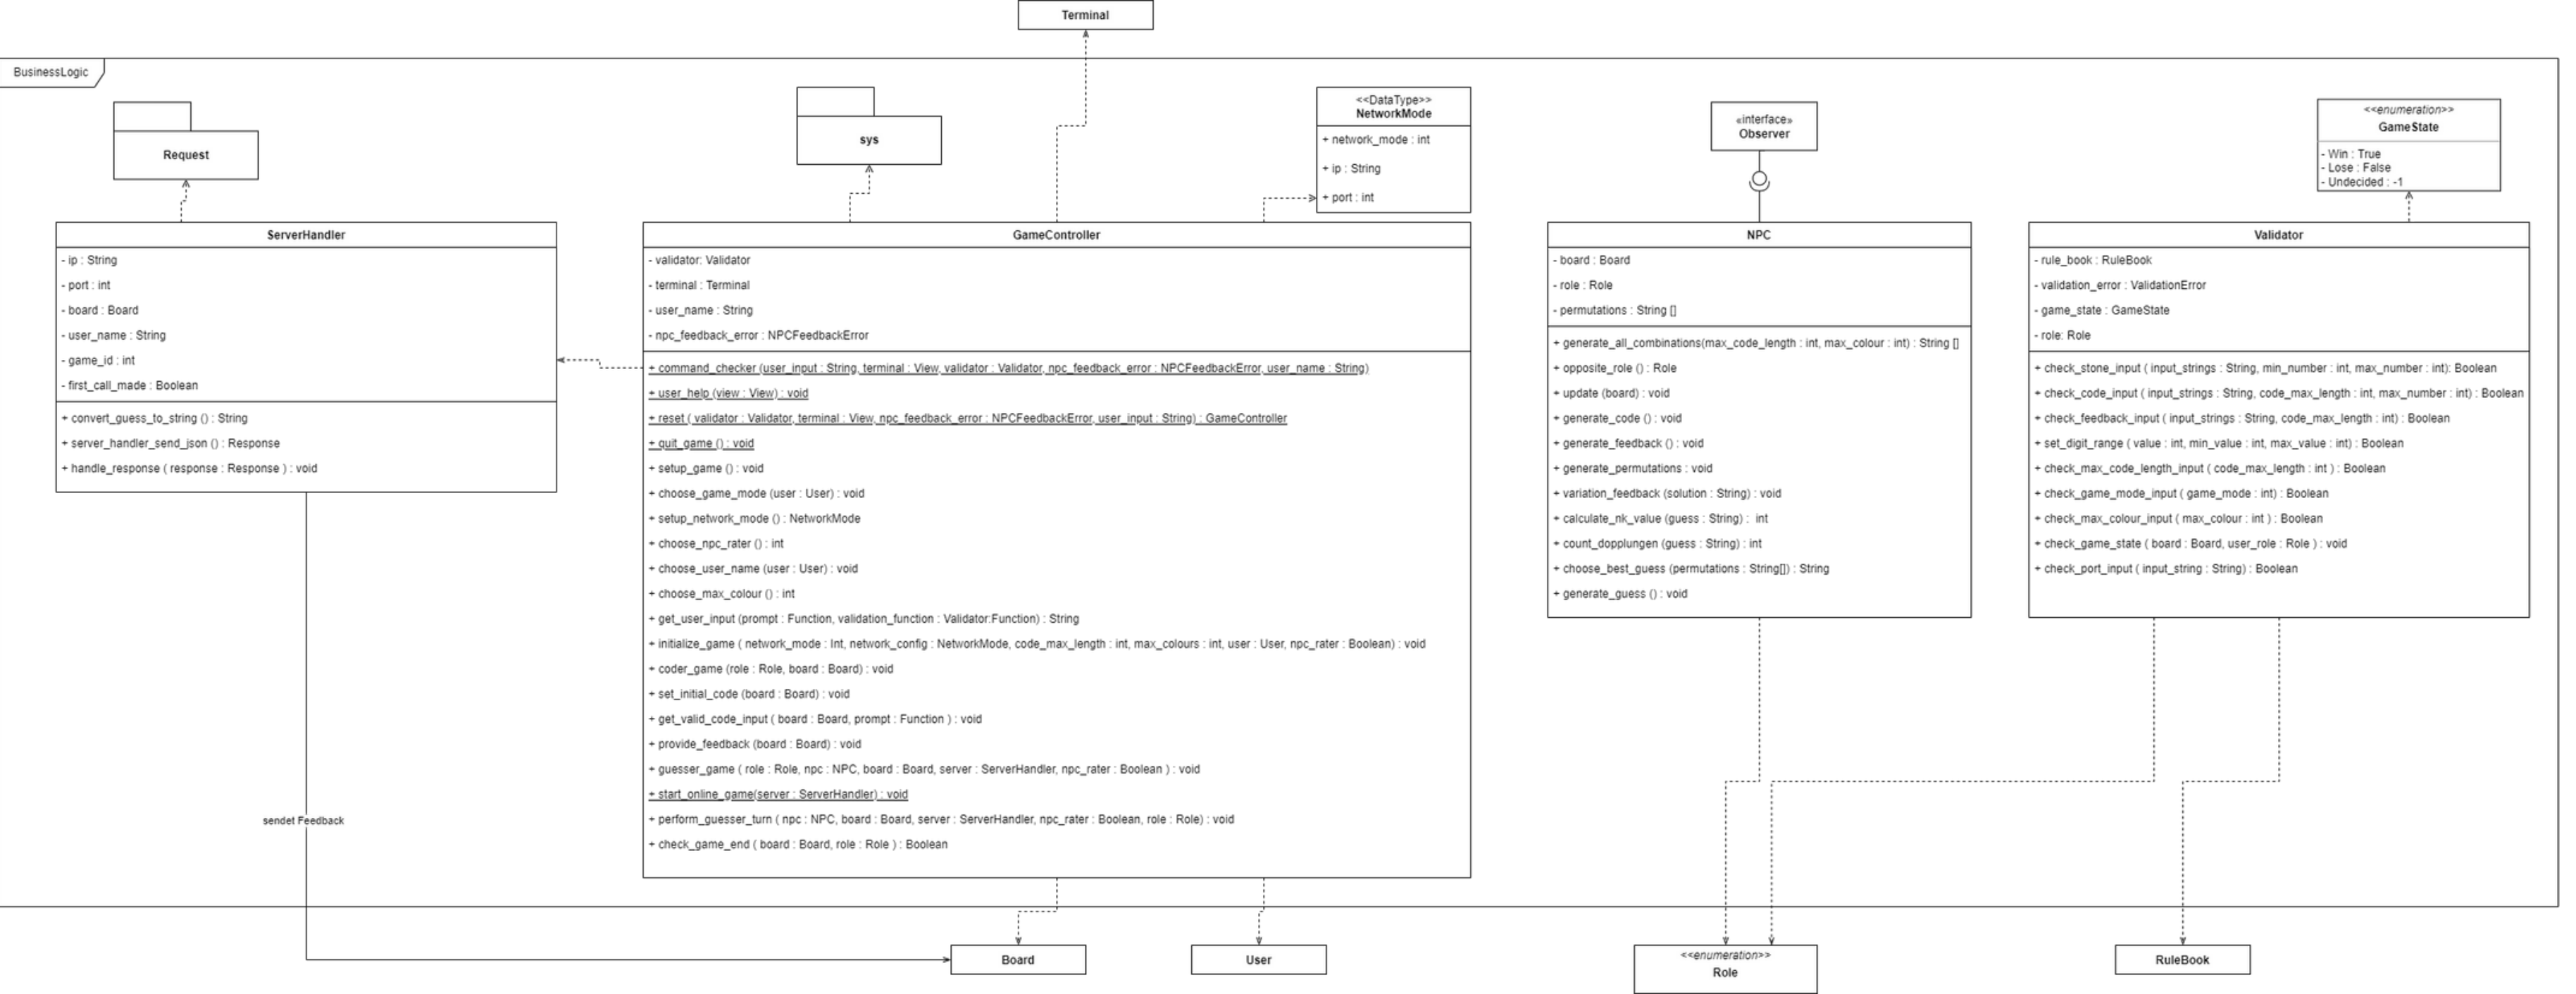 Terminal
BusinessLogic
Request
sys
<<DataType>>
NetworkMode
+ network_mode : int
+ ip : String
+ port : int
«interface»
Observer
<<enumeration>>
GameState
- Win : True
- Lose : False
- Undecided : -1
ServerHandler
- ip : String
- port : int
- board : Board
- user_name : String
- game_id : int
- first_call_made : Boolean
+ convert_guess_to_string () : String
+ server_handler_send_json () : Response
+ handle_response ( response : Response ) : void
GameController
- validator: Validator
- terminal : Terminal
- user_name : String
- npc_feedback_error : NPCFeedbackError
+ command_checker (user_input : String, terminal : View, validator : Validator, npc_feedback_error : NPCFeedbackError, user_name : String)
+ user_help (view : View) : void
+ reset ( validator : Validator, terminal : View, npc_feedback_error : NPCFeedbackError, user_input : String) : GameController
+ quit_game () : void
+ setup_game () : void
+ choose_game_mode (user : User) : void
+ setup_network_mode () : NetworkMode
+ choose_npc_rater () : int
+ choose_user_name (user : User) : void
+ choose_max_colour () : int
+ get_user_input (prompt : Function, validation_function : Validator:Function) : String
+ initialize_game ( network_mode : Int, network_config : NetworkMode, code_max_length : int, max_colours : int, user : User, npc_rater : Boolean) : void
+ coder_game (role : Role, board : Board) : void
+ set_initial_code (board : Board) : void
+ get_valid_code_input ( board : Board, prompt : Function ) : void
+ provide_feedback (board : Board) : void
+ guesser_game ( role : Role, npc : NPC, board : Board, server : ServerHandler, npc_rater : Boolean ) : void
+ start_online_game(server : ServerHandler) : void
+ perform_guesser_turn ( npc : NPC, board : Board, server : ServerHandler, npc_rater : Boolean, role : Role) : void
+ check_game_end ( board : Board, role : Role ) : Boolean
NPC
- board : Board
- role : Role
- permutations : String []
+ generate_all_combinations(max_code_length : int, max_colour : int) : String []
+ opposite_role () : Role
+ update (board) : void
+ generate_code () : void
+ generate_feedback () : void
+ generate_permutations : void
+ variation_feedback (solution : String) : void
+ calculate_nk_value (guess : String) : int
+ count_dopplungen (guess : String) : int
+ choose_best_guess (permutations : String[]) : String
+ generate_guess () : void
Validator
- rule_book : RuleBook
- validation_error : ValidationError
- game_state : GameState
- role: Role
+ check_stone_input ( input_strings : String, min_number : int, max_number : int): Boolean
+ check_code_input ( input_strings : String, code_max_length : int, max_number : int) : Boolean
+ check_feedback_input ( input_strings : String, code_max_length : int) : Boolean
+ set_digit_range ( value : int, min_value : int, max_value : int) : Boolean
+ check_max_code_length_input ( code_max_length : int ) : Boolean
+ check_game_mode_input ( game_mode : int) : Boolean
+ check_max_colour_input ( max_colour : int ) : Boolean
+ check_game_state ( board : Board, user_role : Role ) : void
+ check_port_input ( input_string : String) : Boolean
sendet Feedback
Board
User
<<enumeration>>
Role
RuleBook